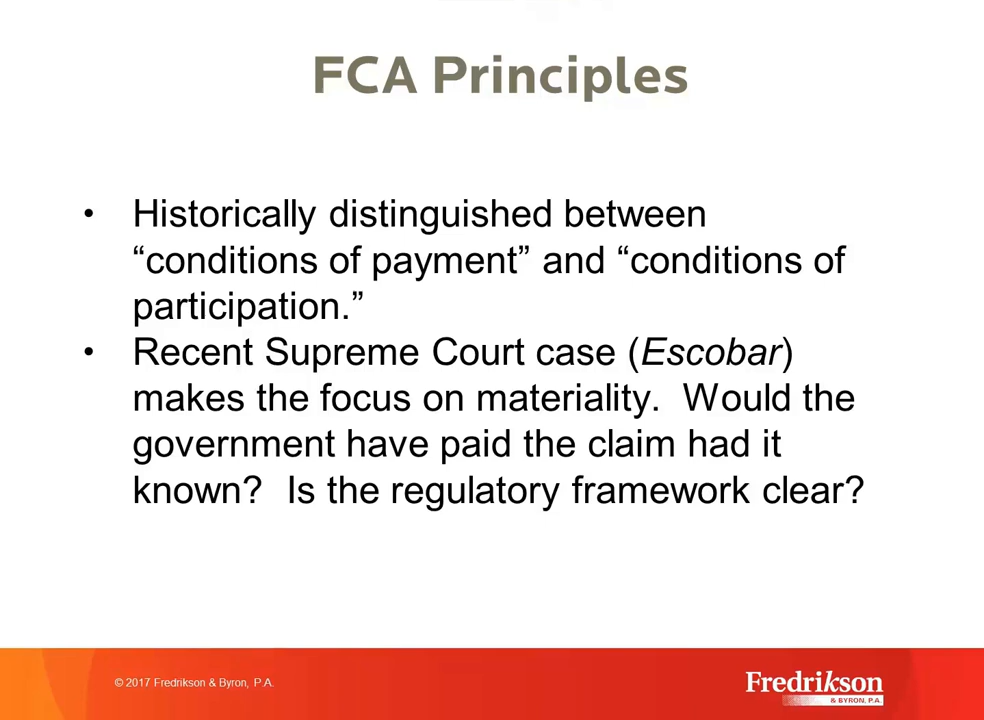 FCA Principles
• Historically distinguished between
“conditions of payment” and “conditions of
participation.”
• Recent Supreme Court case (Escobar)
makes the focus on materiality.  Would the
government have paid the claim had it
known?  Is the regulatory framework clear?
© 2017 Fredrikson & Byron, P.A.
Fredrikson
& BYRON, P.A.